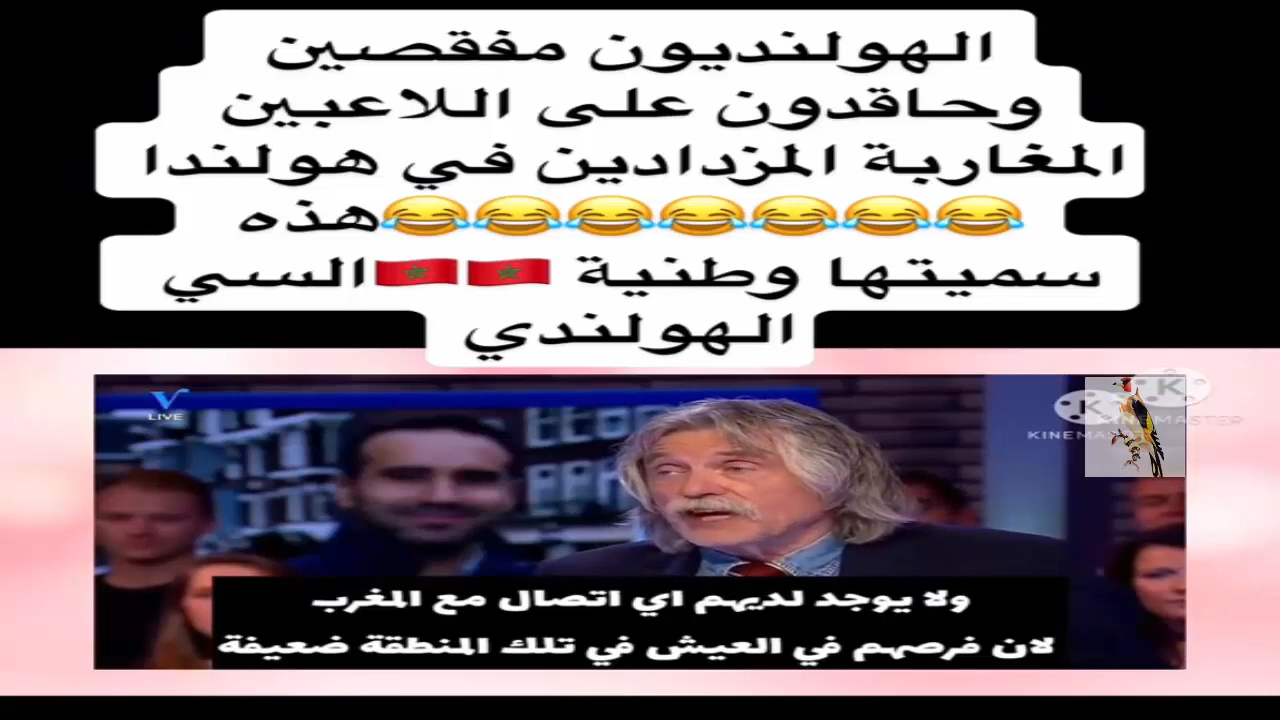 الهولنديون مفقصين
وحاقدون على اللاعبين
المغاربة المزدادين في هولندا
😂😂😂😂😂😂😂هذه
سميتها وطنية 🇲🇦🇲🇦السي
الهولندي
LIVE
K
KINEMASTER
ولا يوجد لديهم اي اتصال مع المغرب
لان فرصهم في العيش في تلك المنطقة ضعيفة